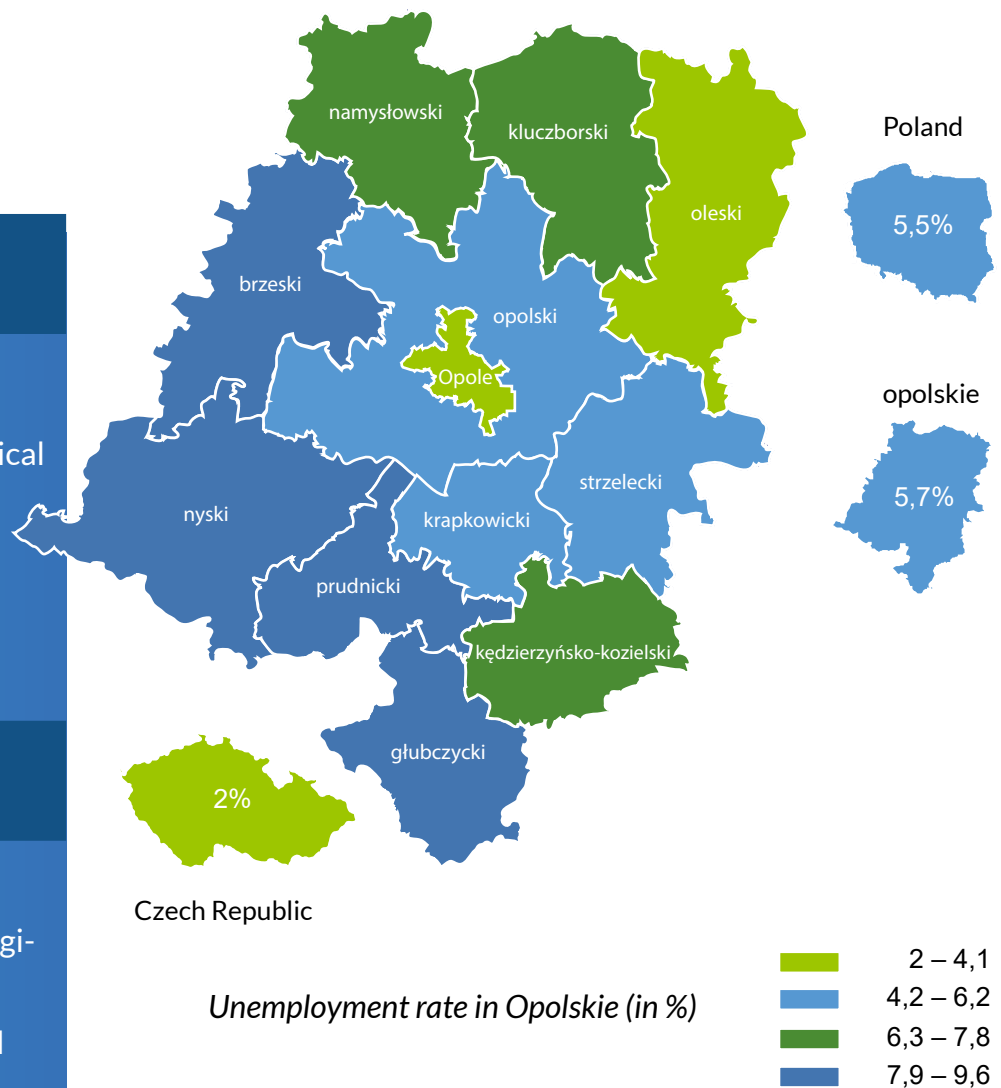 namysłowski
kluczborski
Poland
oleski
5,5%
brzeski
opolski
Opole
opolskie
ical
strzelecki
5,7%
nyski
krapkowicki
prudnicki
kędzierzyńsko-kozielski
głubczycki
2%
Czech Republic
gi-
Unemployment rate in Opolskie (in %)
2 – 4,1
4,2 – 6,2
6,3 – 7,8
7,9 – 9,6